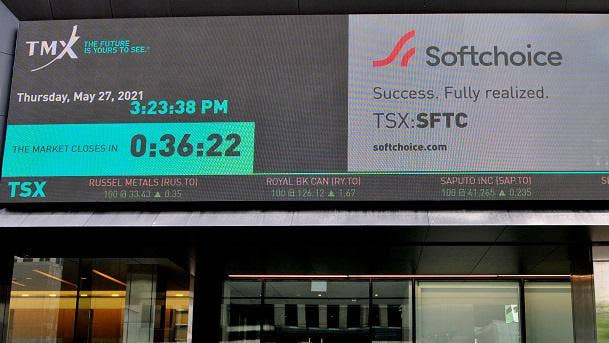 TMX THE FUTURE
IS YOURS TO SEE.
Thursday, May 27, 2021
3:23:38 PM
THE MARKET CLOSES IN 0:36:22
Softchoice
Success. Fully realized.
TSX:SFTC
softchoice.com
TSX RUSSEL METALS (RUS.TO) ROYAL BK CAN (RY.TO) SAPUTO INC (SAP.TO)
100 @ 33.43 ▲ 0.35 100 @ 126.12 ▲ 1.67 100 @ 41.265 ▲ 0.235